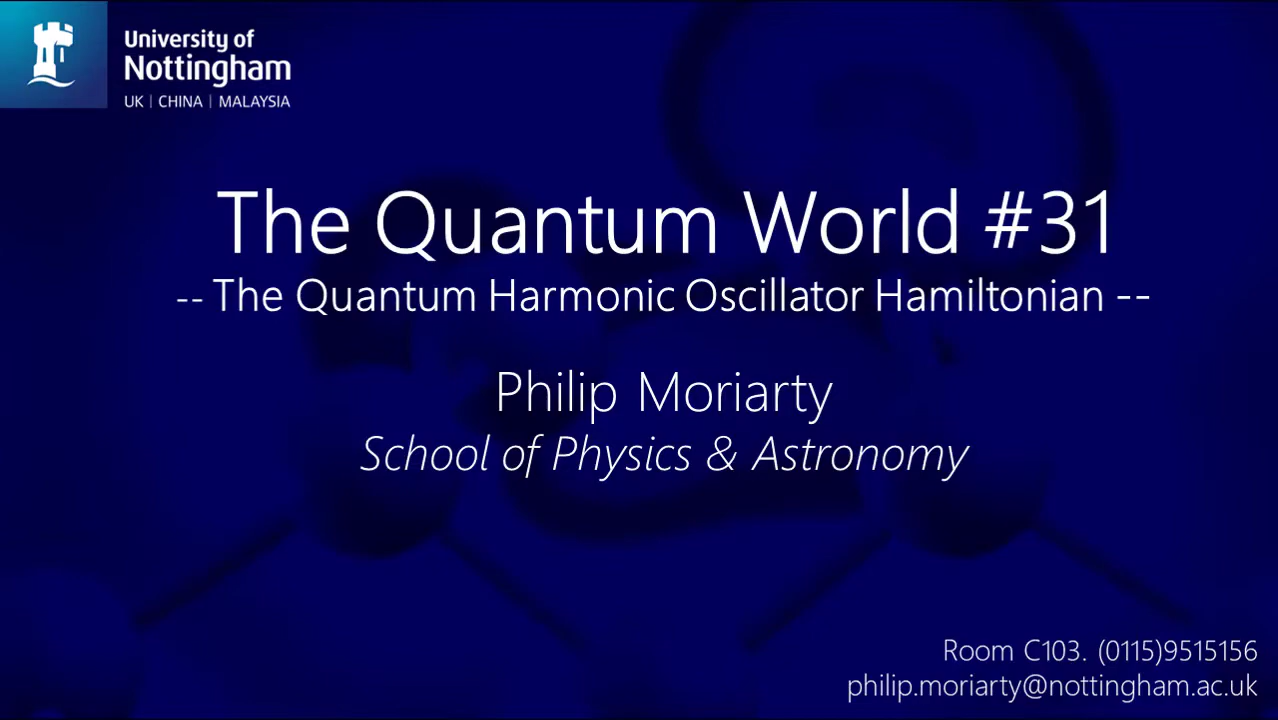 University of
Nottingham
UK | CHINA | MALAYSIA
The Quantum World #31
-- The Quantum Harmonic Oscillator Hamiltonian --
Philip Moriarty
School of Physics & Astronomy
Room C103. (0115)9515156
philip.moriarty@nottingham.ac.uk